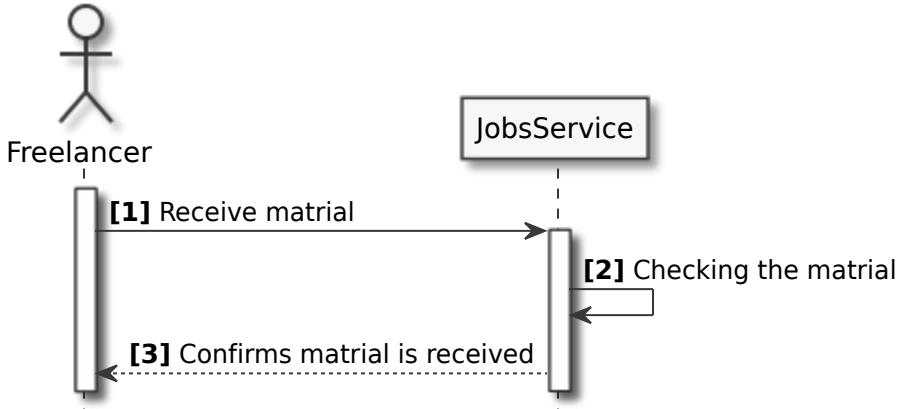 Freelancer
JobsService
[1] Receive matrial
[2] Checking the matrial
[3] Confirms matrial is received